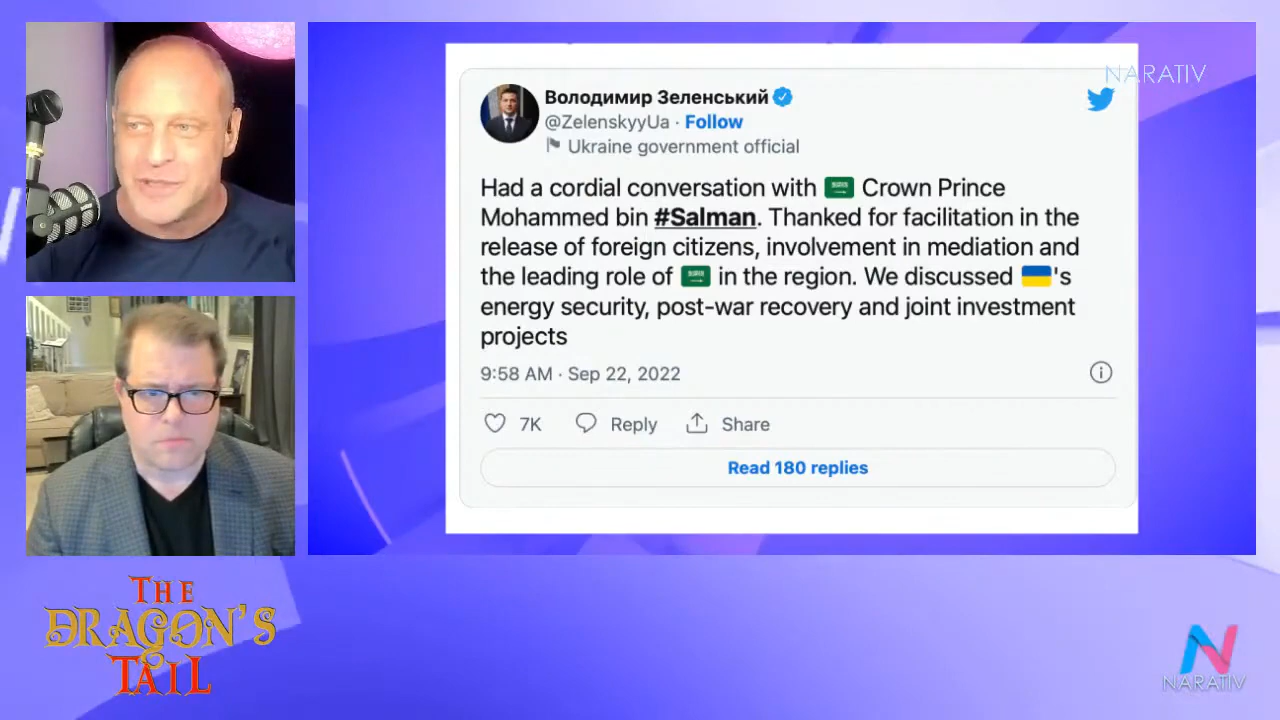 NARATIV
Володимир Зеленський
@ZelenskyyUa · Follow
Ukraine government official
Had a cordial conversation with 🇸🇦 Crown Prince
Mohammed bin #Salman. Thanked for facilitation in the
release of foreign citizens, involvement in mediation and
the leading role of 🇸🇦 in the region. We discussed 🇺🇦's
energy security, post-war recovery and joint investment
projects
9:58 AM · Sep 22, 2022
7K Reply Share
Read 180 replies
THE
DRAGON'S
TAIL
N
NARATIV